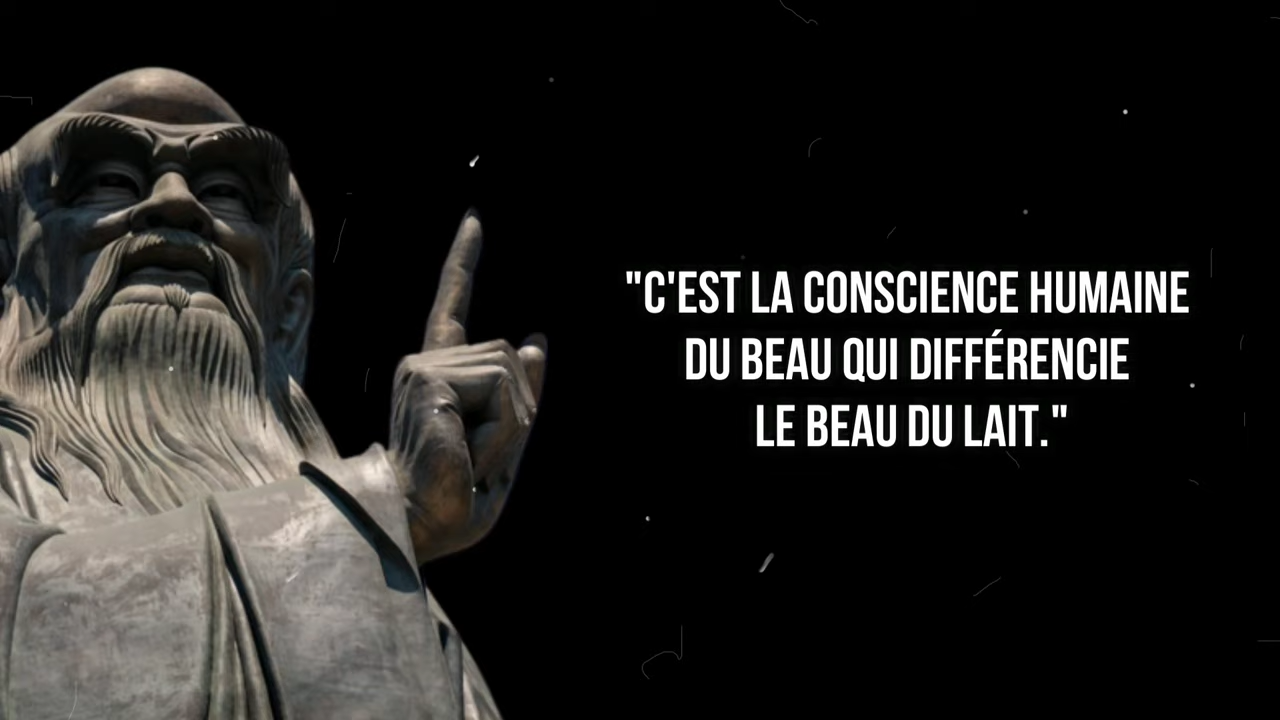 "C'EST LA CONSCIENCE HUMAINE
DU BEAU QUI DIFFÉRENCIE
LE BEAU DU LAIT."